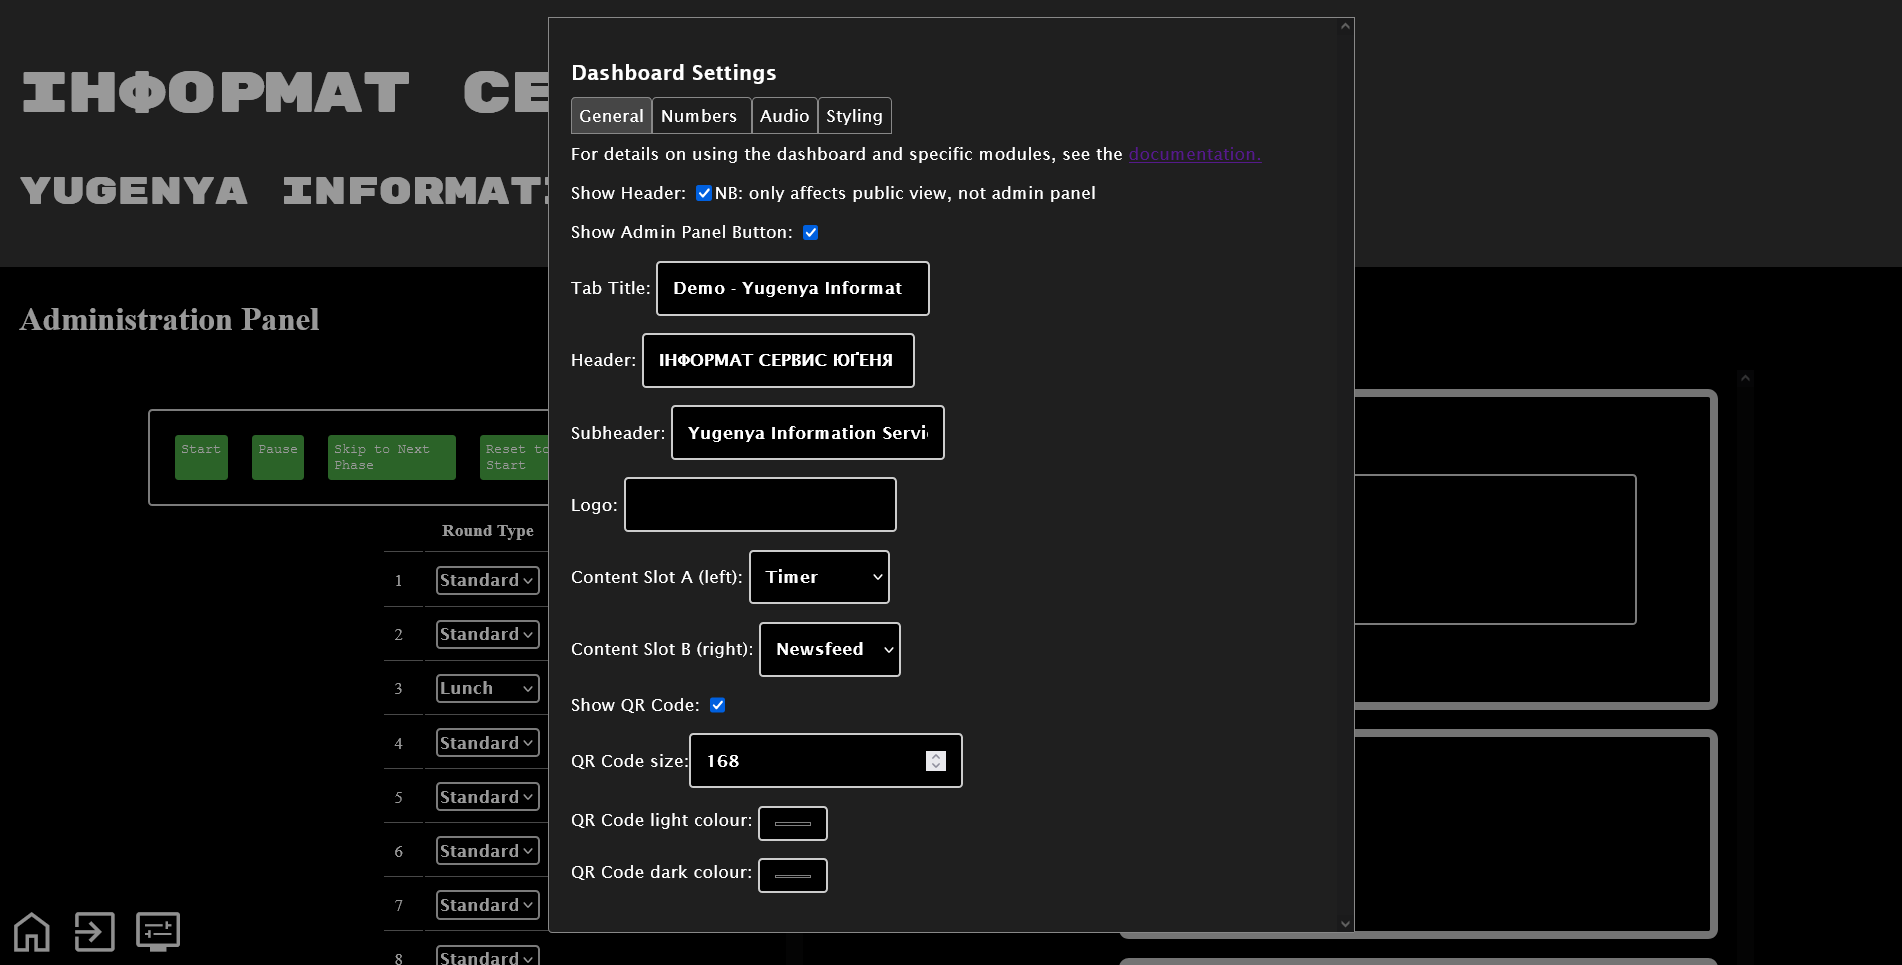 ІНФОРМАТ СЕ
YUGENYA INFORMATI
Administration Panel
Start
Pause
Skip to Next
Phase
Reset to
Start
Round Type
1 Standard
2 Standard
3 Lunch
4 Standard
5 Standard
6 Standard
7 Standard
8 Standard
Dashboard Settings
General Numbers Audio Styling
For details on using the dashboard and specific modules, see the documentation.
Show Header: NB: only affects public view, not admin panel
Show Admin Panel Button:
Tab Title: Demo - Yugenya Informat
Header: ІНФОРМАТ СЕРВИС ЮҐЕНЯ
Subheader: Yugenya Information Servi
Logo:
Content Slot A (left): Timer
Content Slot B (right): Newsfeed
Show QR Code:
QR Code size: 168
QR Code light colour:
QR Code dark colour: